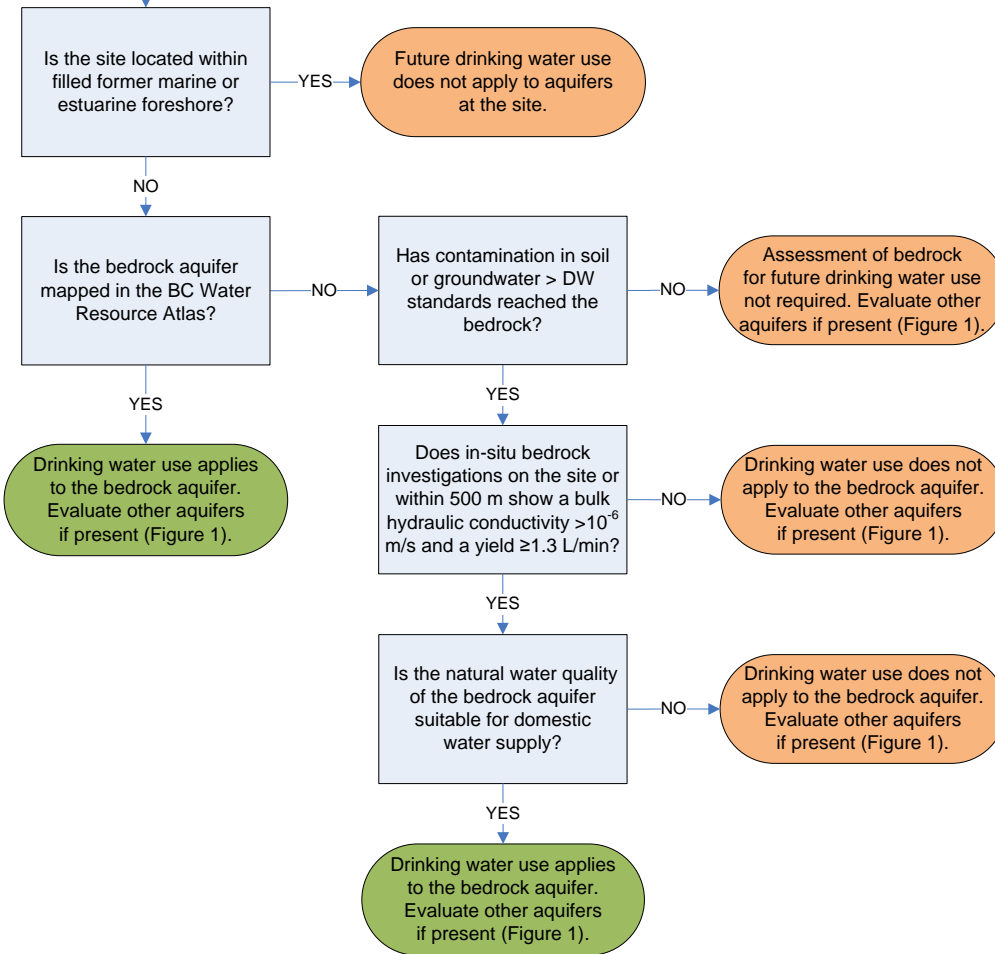 Is the site located within
filled former marine or
estuarine foreshore?
YES
Future drinking water use
does not apply to aquifers
at the site.
NO
Is the bedrock aquifer
mapped in the BC Water
Resource Atlas?
NO
Has contamination in soil
or groundwater > DW
standards reached the
bedrock?
NO
Assessment of bedrock
for future drinking water use
not required. Evaluate other
aquifers if present (Figure 1).
YES
Drinking water use applies
to the bedrock aquifer.
Evaluate other aquifers
if present (Figure 1).
YES
Does in-situ bedrock
investigations on the site or
within 500 m show a bulk
hydraulic conductivity >10⁻⁶
m/s and a yield ≥1.3 L/min?
NO
Drinking water use does not
apply to the bedrock aquifer.
Evaluate other aquifers
if present (Figure 1).
YES
Is the natural water quality
of the bedrock aquifer
suitable for domestic
water supply?
NO
Drinking water use does not
apply to the bedrock aquifer.
Evaluate other aquifers
if present (Figure 1).
YES
Drinking water use applies
to the bedrock aquifer.
Evaluate other aquifers
if present (Figure 1).